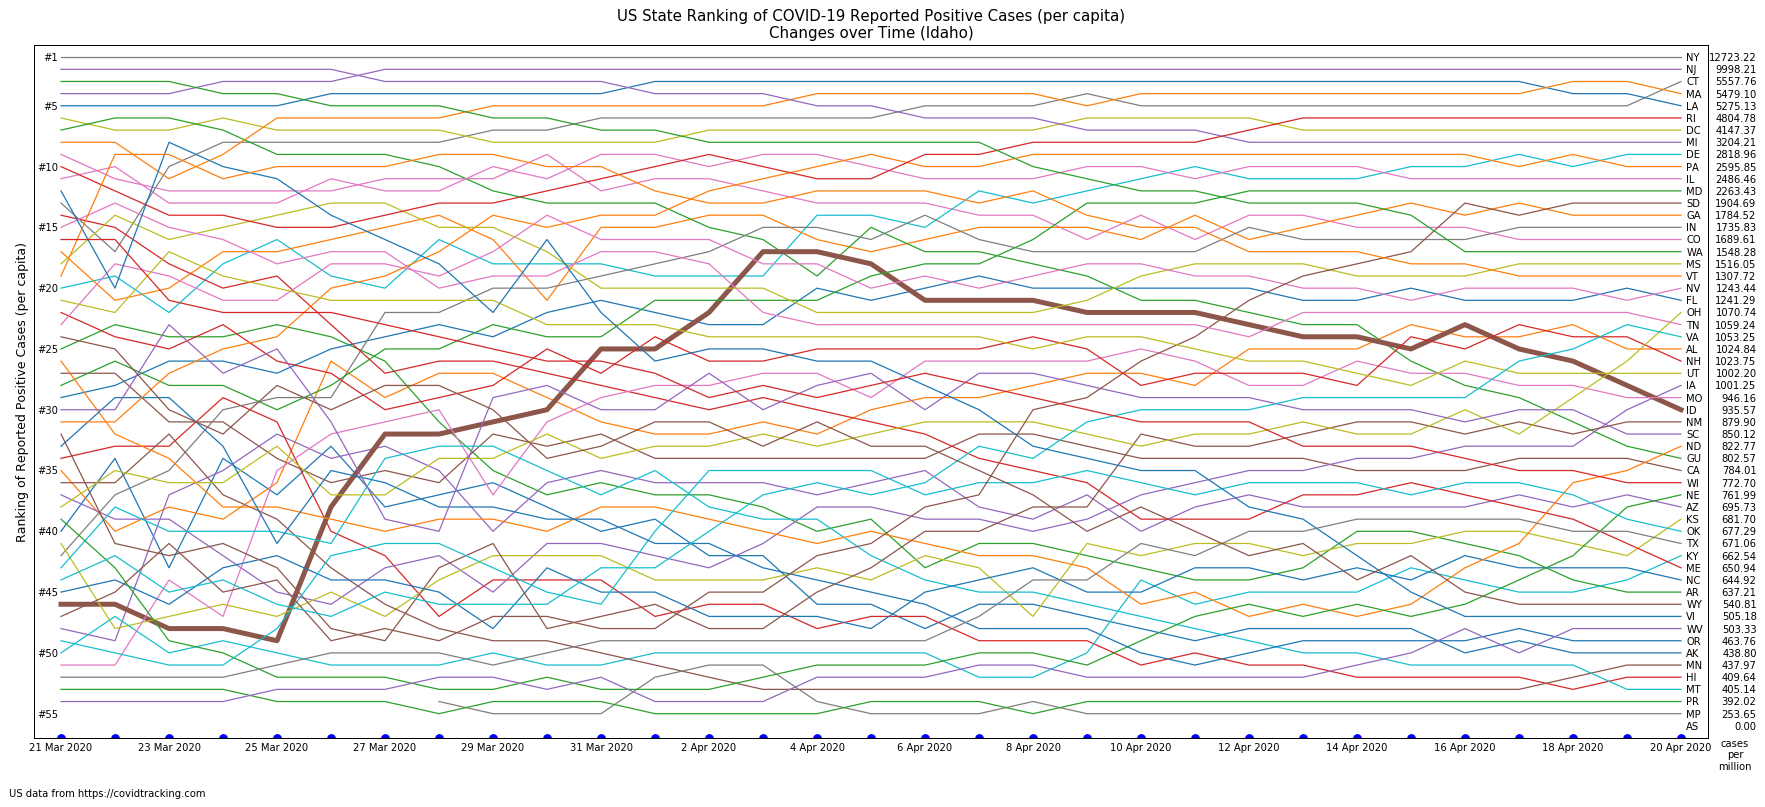 US State Ranking of COVID-19 Reported Positive Cases (per capita)
Changes over Time (Idaho)
Ranking of Reported Positive Cases (per capita)
#1
#5
#10
#15
#20
#25
#30
#35
#40
#45
#50
#55
NY 12723.22
NJ 9998.21
CT 5557.76
MA 5479.10
LA 5275.13
RI 4804.78
DC 4147.37
MI 3204.21
DE 2818.96
PA 2595.85
IL 2486.46
MD 2263.43
SD 1904.69
GA 1784.52
IN 1735.83
CO 1689.61
WA 1548.28
MS 1516.05
VT 1307.72
NV 1243.44
FL 1241.29
OH 1070.74
TN 1059.24
VA 1053.25
AL 1024.84
NH 1023.75
UT 1002.20
IA 1001.25
MO 946.16
ID 935.57
NM 879.90
SC 850.12
ND 822.77
GU 802.57
CA 784.01
WI 772.70
NE 761.99
AZ 695.73
KS 681.70
OK 677.29
TX 671.06
KY 662.54
ME 650.94
NC 644.92
AR 637.21
WY 540.81
VI 505.18
WV 503.33
OR 463.76
AK 438.80
MN 437.97
HI 409.64
MT 405.14
PR 392.02
MP 253.65
AS 0.00
21 Mar 2020 23 Mar 2020 25 Mar 2020 27 Mar 2020 29 Mar 2020 31 Mar 2020 2 Apr 2020 4 Apr 2020 6 Apr 2020 8 Apr 2020 10 Apr 2020 12 Apr 2020 14 Apr 2020 16 Apr 2020 18 Apr 2020 20 Apr 2020
cases
per
million
US data from https://covidtracking.com